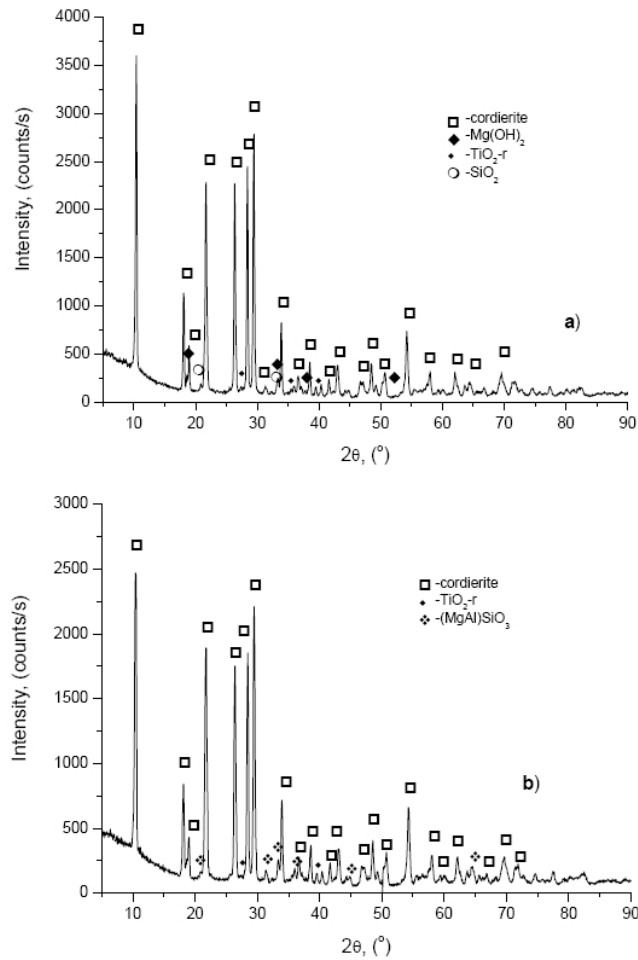 4000
3500
3000
2500
2000
1500
1000
500
0
Intensity, (counts/s)
-cordierite
-Mg(OH)2
-TiO2-r
-SiO2
a)
10 20 30 40 50 60 70 80 90
2θ, (°)
3000
2500
2000
1500
1000
500
0
Intensity, (counts/s)
-cordierite
-TiO2-r
-(MgAl)SiO3
b)
10 20 30 40 50 60 70 80 90
2θ, (°)